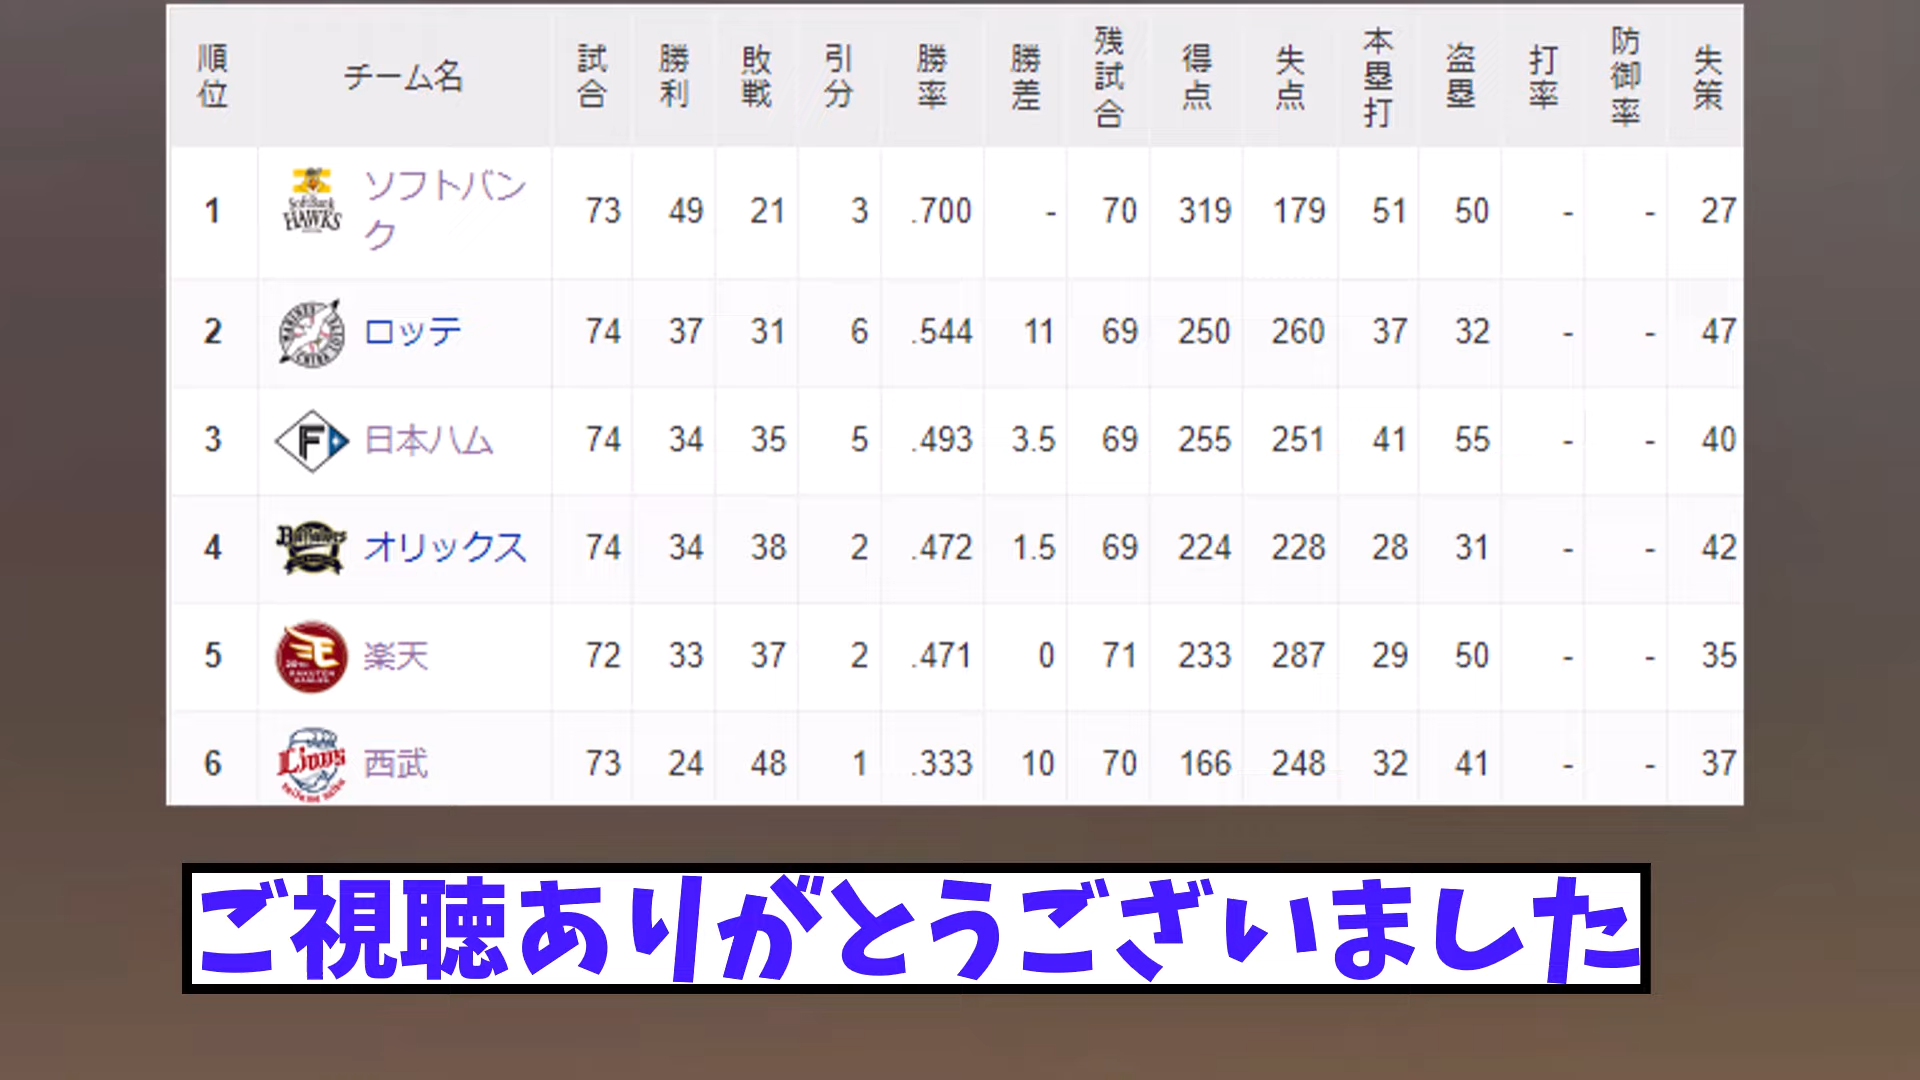 順位 チーム名 試合 勝利 敗戦 引分 勝率 勝差 残試合 得点 失点 本塁打 盗塁 打率 防御率 失策
1 SoftBank HAWKS ソフトバンク 73 49 21 3 .700 - 70 319 179 51 50 - - 27
2 ロッテ 74 37 31 6 .544 11 69 250 260 37 32 - - 47
3 F 日本ハム 74 34 35 5 .493 3.5 69 255 251 41 55 - - 40
4 Buffaloes オリックス 74 34 38 2 .472 1.5 69 224 228 28 31 - - 42
5 E 楽天 72 33 37 2 .471 0 71 233 287 29 50 - - 35
6 Lions 西武 73 24 48 1 .333 10 70 166 248 32 41 - - 37
ご視聴ありがとうございました